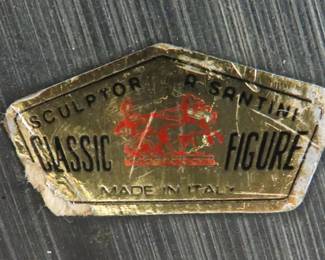 SCULPTOR A. SANTINI
CLASSIC FIGURE
MADE IN ITALY